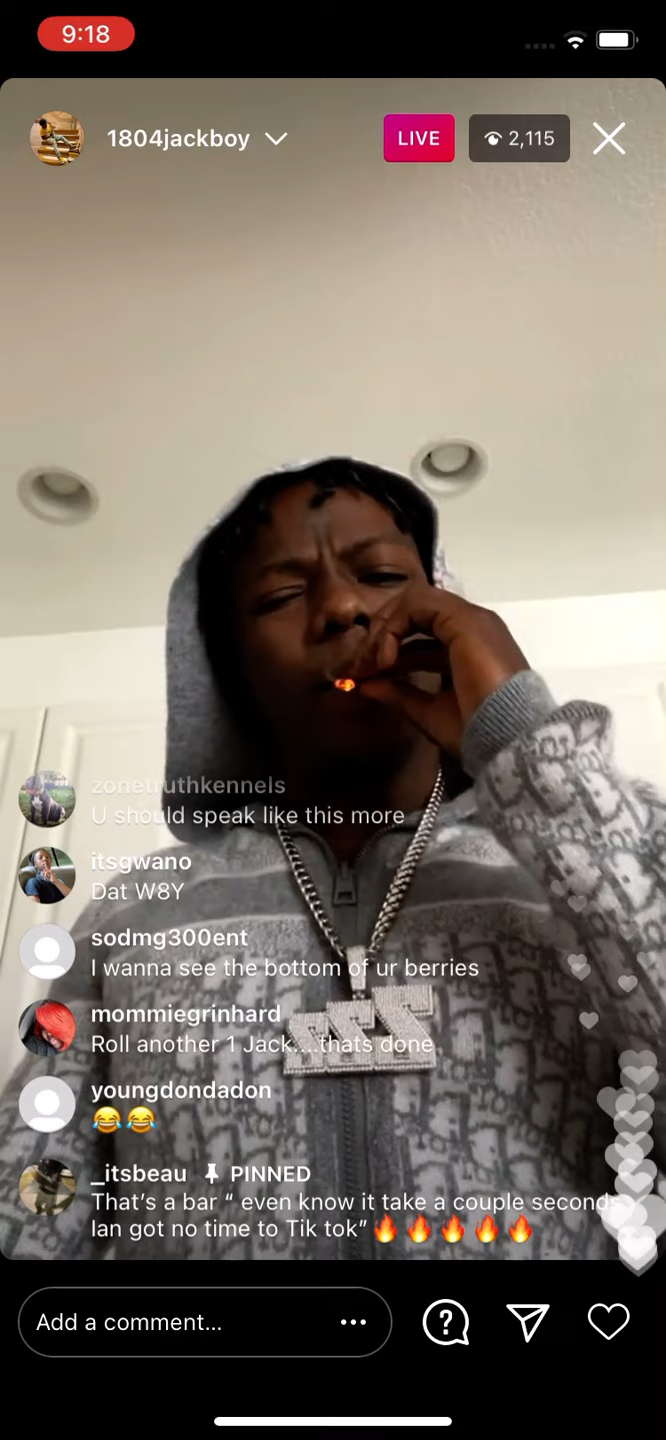 9:18
1804jackboy
LIVE
2,115
zonetruthkennels
U should speak like this more
itsgwano
Dat W8Y
sodmg300ent
I wanna see the bottom of ur berries
mommiegrinhard
Roll another 1 Jack....thats done
youngdondadon
😂😂
_itsbeau PINNED
That's a bar “ even know it take a couple seconds
Ian got no time to Tik tok” 🔥🔥🔥🔥🔥
Add a comment...